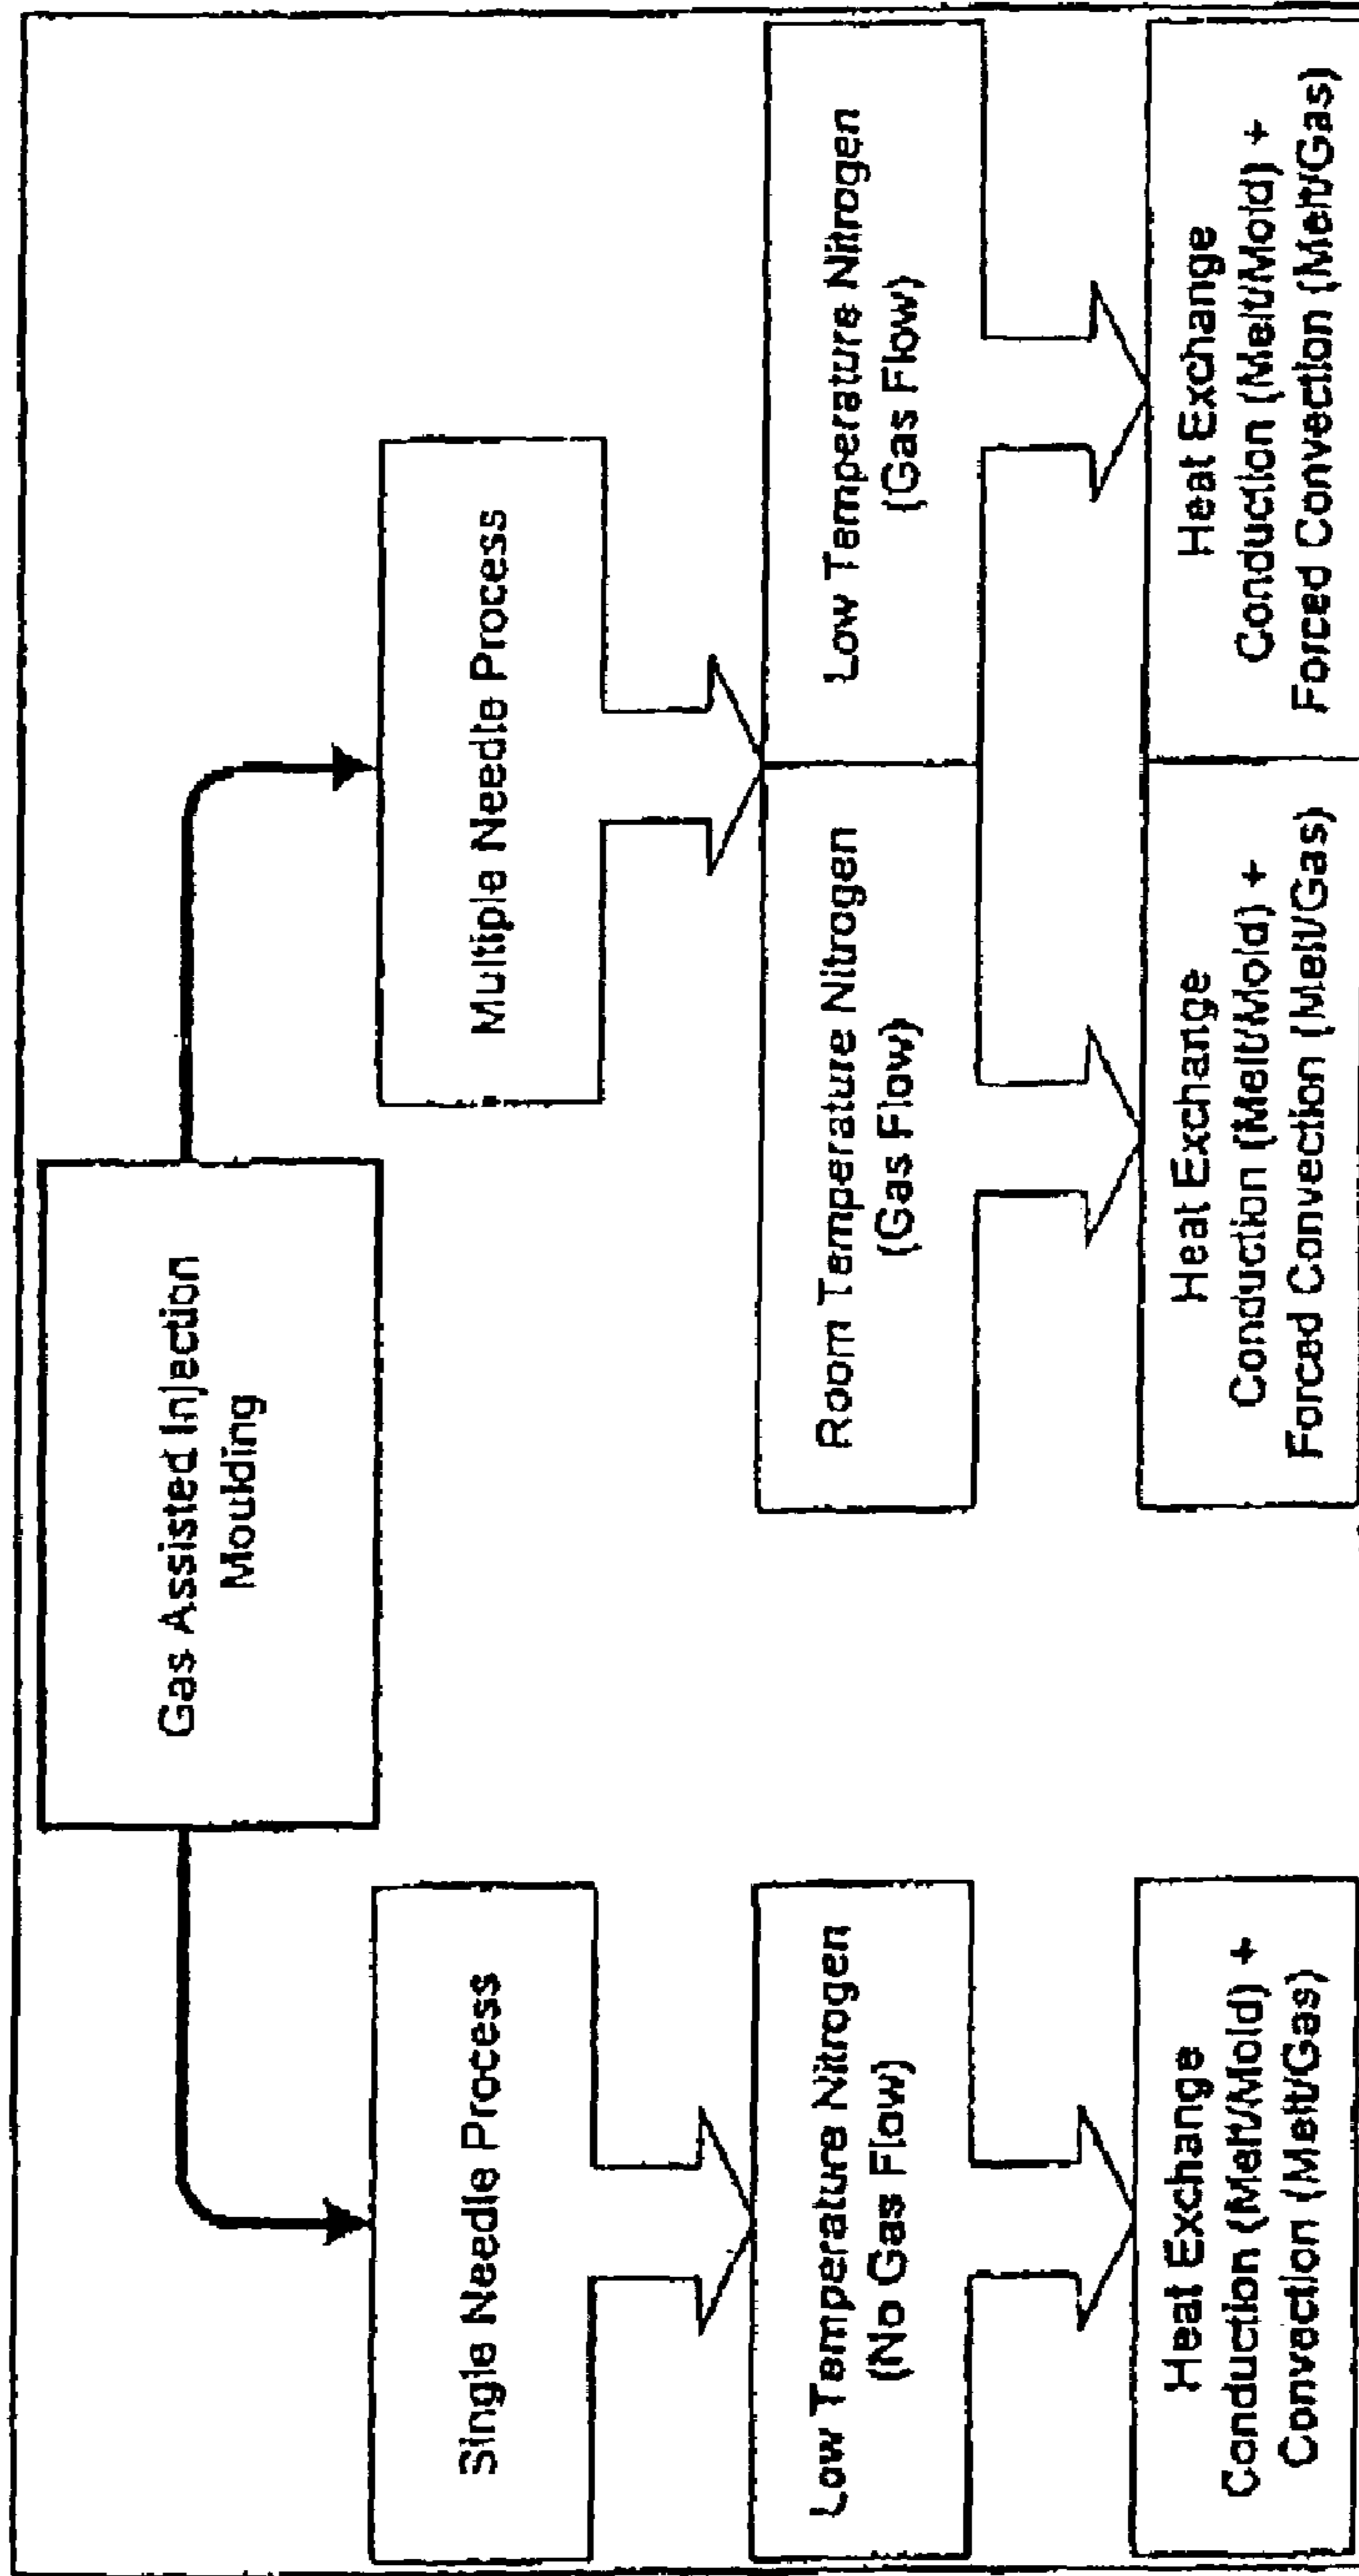 Gas Assisted Injection
Moulding
Single Needle Process
Multiple Needle Process
Low Temperature Nitrogen
(No Gas Flow)
Room Temperature Nitrogen
(Gas Flow)
Low Temperature Nitrogen
(Gas Flow)
Heat Exchange
Conduction (Melt/Mold) +
Convection (Melt/Gas)
Heat Exchange
Conduction (Melt/Mold) +
Forced Convection (Melt/Gas)
Heat Exchange
Conduction (Melt/Mold) +
Forced Convection (Melt/Gas)